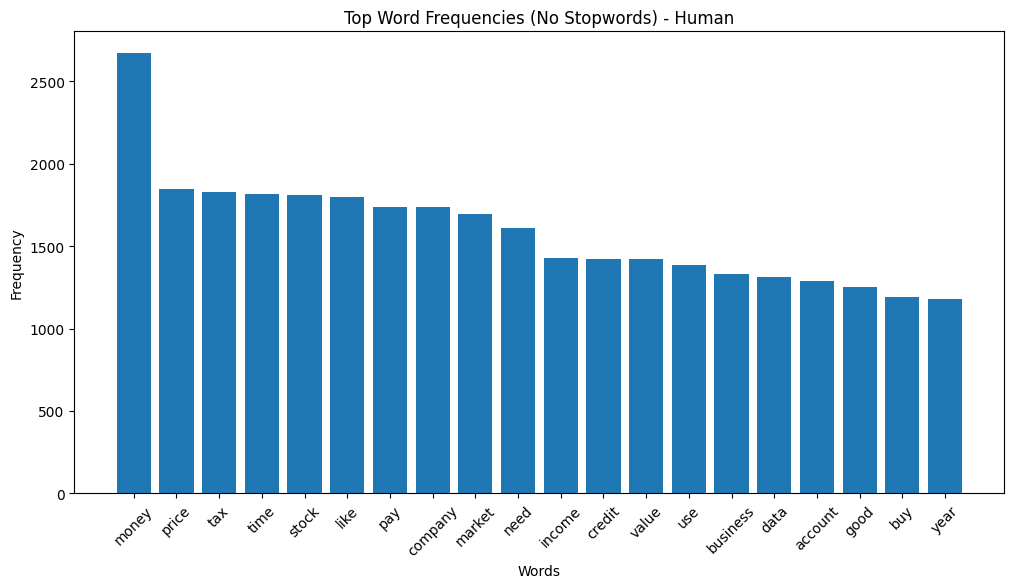 Top Word Frequencies (No Stopwords) - Human
Frequency
2500
2000
1500
1000
500
0
money
price
tax
time
stock
like
pay
company
market
need
income
credit
value
use
business
data
account
good
buy
year
Words